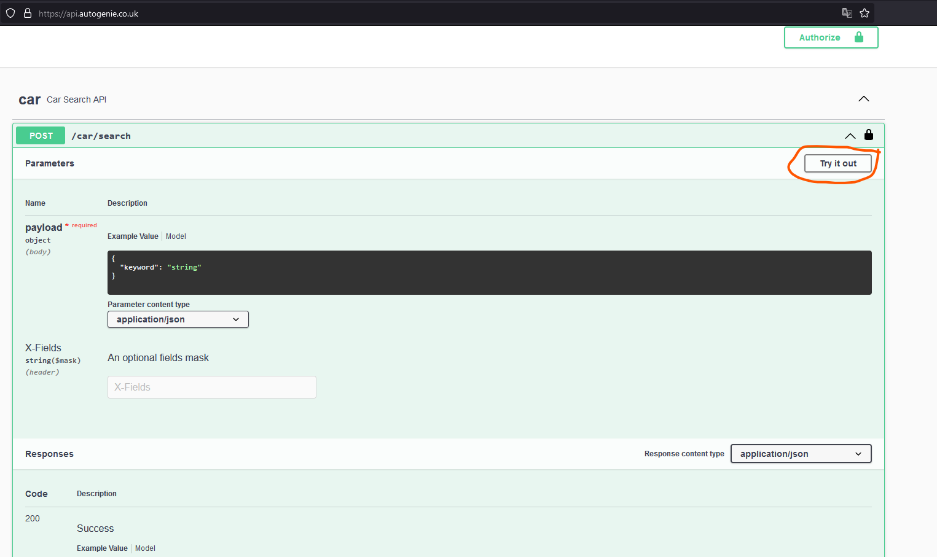 https://api.autogenie.co.uk
Authorize
car Car Search API
POST /car/search
Parameters
Try it out
Name Description
payload * required
object
(body)
Example Value | Model
{
"keyword": "string"
}
Parameter content type
application/json
X-Fields
string($mask)
(header)
An optional fields mask
X-Fields
Responses
Response content type
application/json
Code Description
200
Success
Example Value | Model